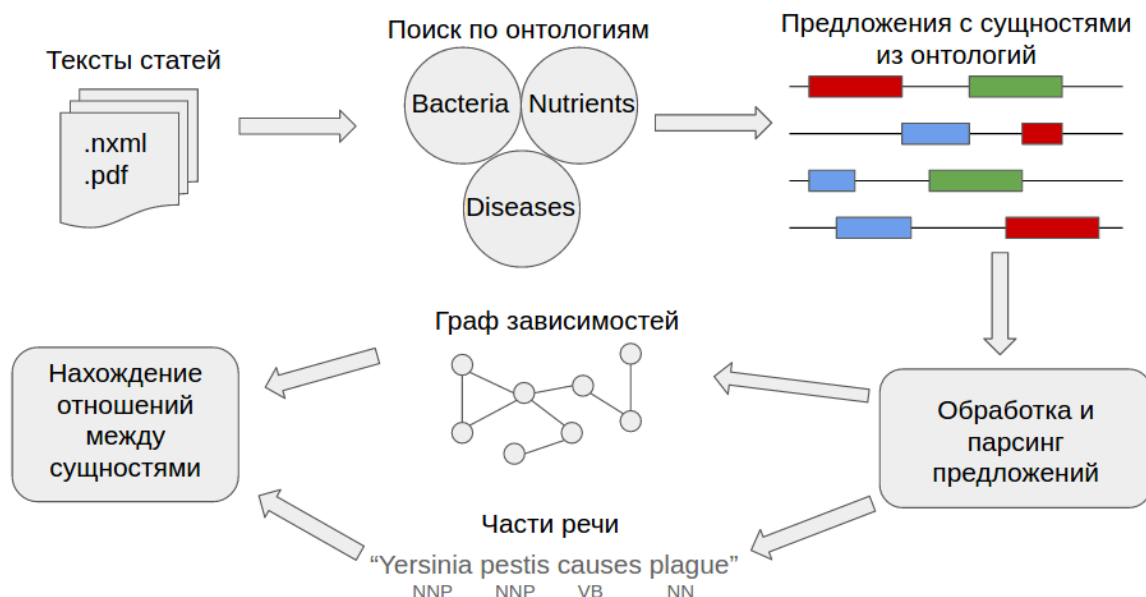 Тексты статей
.nxml
.pdf
Поиск по онтологиям
Bacteria
Nutrients
Diseases
Предложения с сущностями
из онтологий
Обработка и
парсинг
предложений
Граф зависимостей
Части речи
“Yersinia pestis causes plague”
NNP NNP VB NN
Нахождение
отношений
между
сущностями